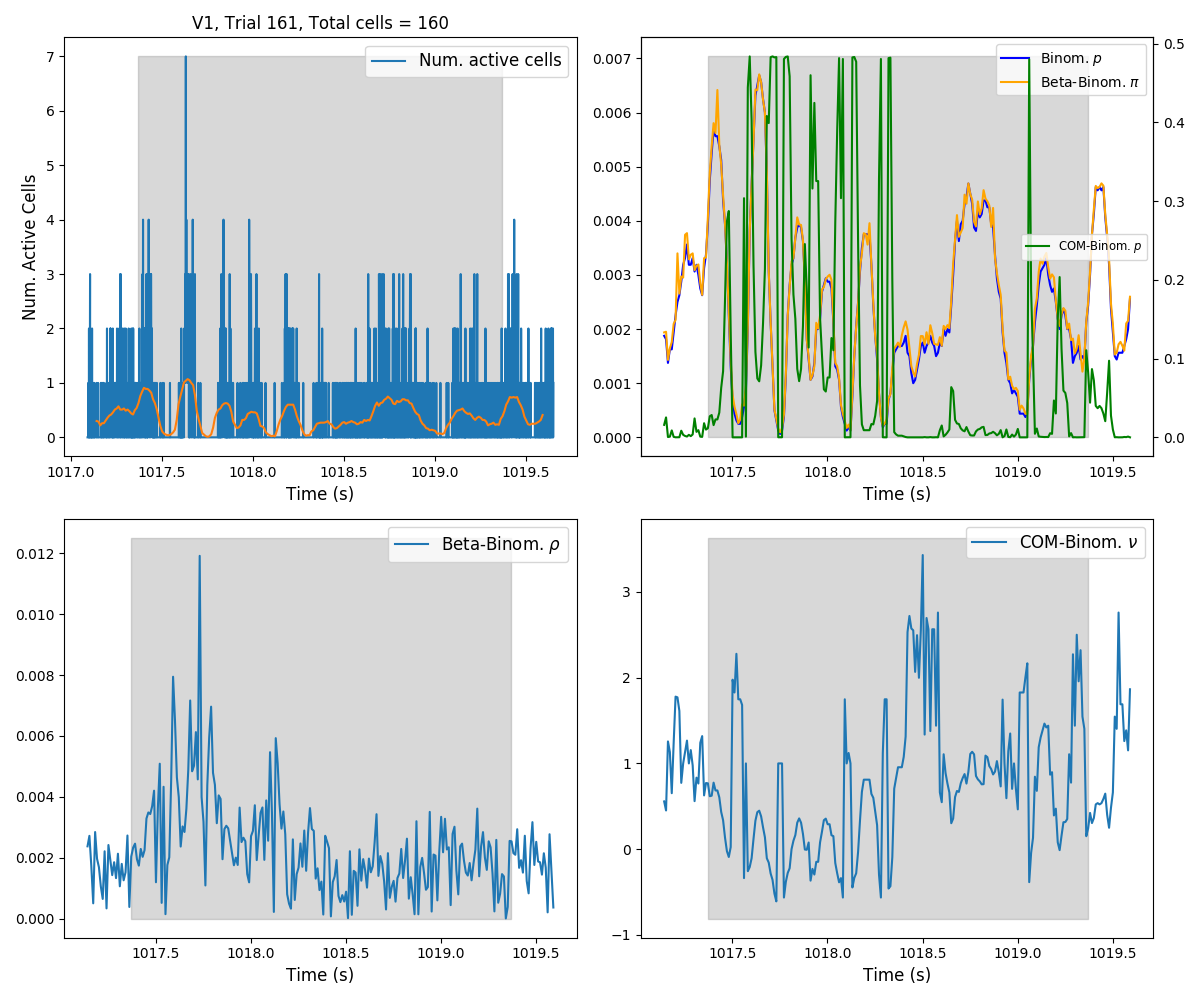 V1, Trial 161, Total cells = 160
Num. active cells
Num. Active Cells
7
6
5
4
3
2
1
0
1017.0 1017.5 1018.0 1018.5 1019.0 1019.5
Time (s)
Binom. p
Beta-Binom. π
COM-Binom. p
0.007
0.006
0.005
0.004
0.003
0.002
0.001
0.000
0.5
0.4
0.3
0.2
0.1
0.0
1017.5 1018.0 1018.5 1019.0 1019.5
Time (s)
Beta-Binom. ρ
0.012
0.010
0.008
0.006
0.004
0.002
0.000
1017.5 1018.0 1018.5 1019.0 1019.5
Time (s)
COM-Binom. ν
3
2
1
0
−1
1017.5 1018.0 1018.5 1019.0 1019.5
Time (s)